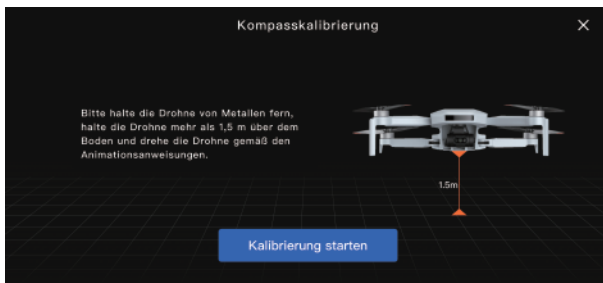 Kompasskalibrierung
Bitte halte die Drohne von Metallen fern,
halte die Drohne mehr als 1,5 m über dem
Boden und drehe die Drohne gemäß den
Animationsanweisungen.
1.5m
Kalibrierung starten